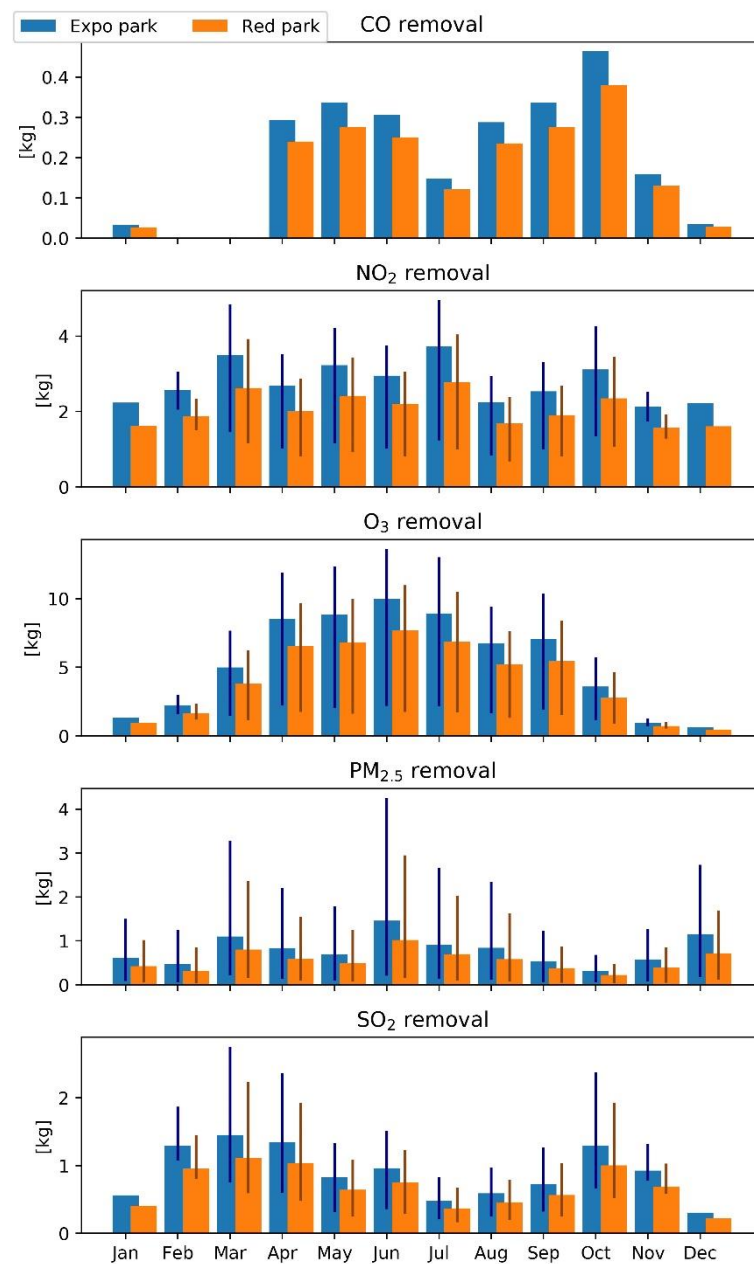 Expo park Red park
CO removal
[kg]
0.4
0.3
0.2
0.1
0.0
NO₂ removal
[kg]
4
2
0
O₃ removal
[kg]
10
5
0
PM₂.₅ removal
[kg]
4
3
2
1
0
SO₂ removal
[kg]
2
1
0
Jan Feb Mar Apr May Jun Jul Aug Sep Oct Nov Dec